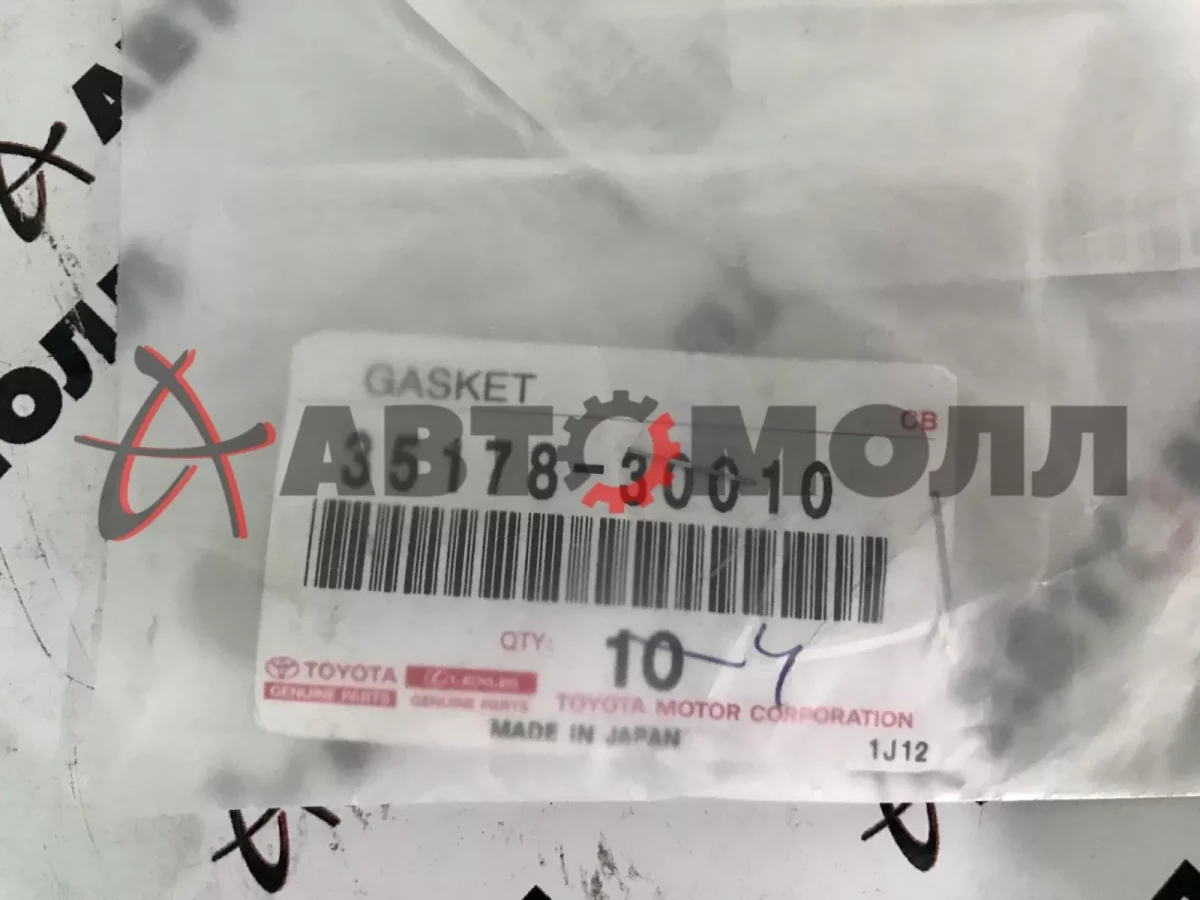 GASKET
CB
АВТОМОЛЛ
35178-30010
QTY: 10-4
TOYOTA LEXUS
GENUINE PARTS GENUINE PARTS
TOYOTA MOTOR CORPORATION
MADE IN JAPAN
1J12